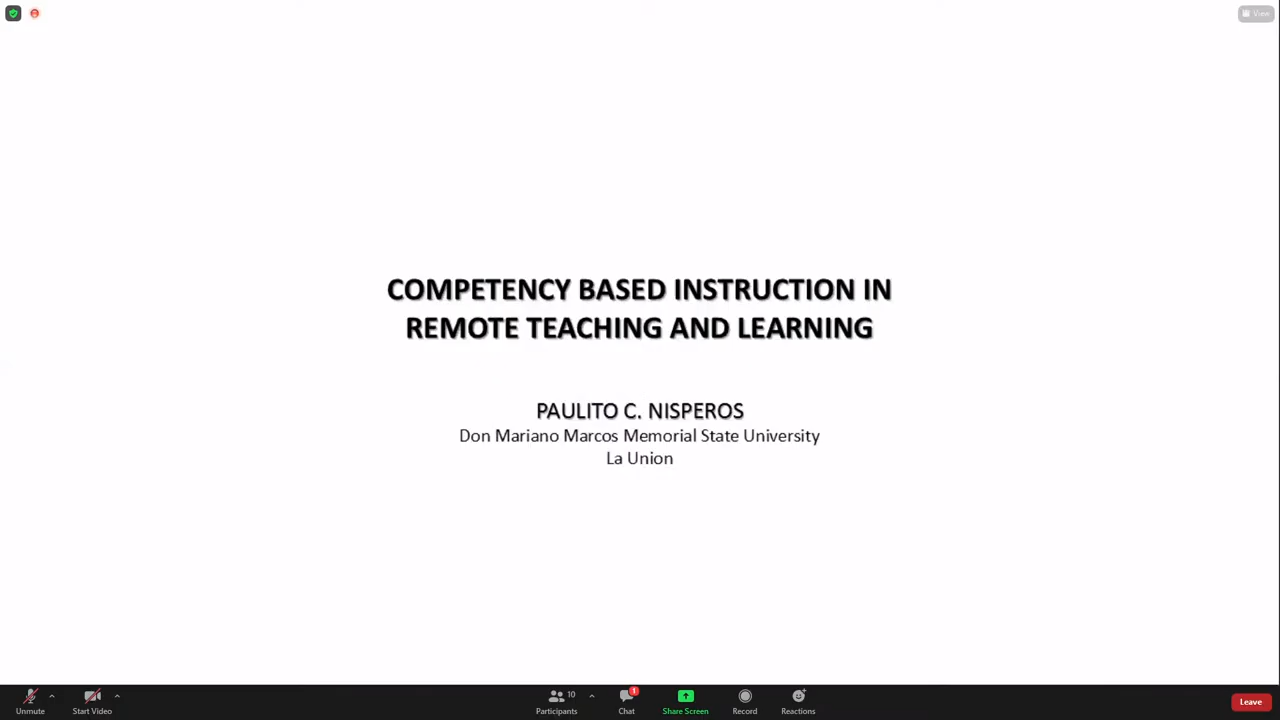 View
COMPETENCY BASED INSTRUCTION IN
REMOTE TEACHING AND LEARNING
PAULITO C. NISPEROS
Don Mariano Marcos Memorial State University
La Union
Unmute
Start Video
10
Participants
1
Chat
Share Screen
Record
Reactions
Leave